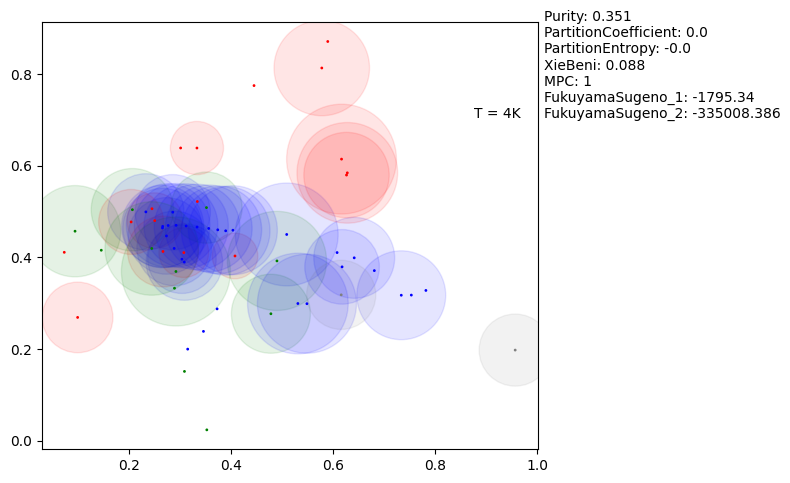 Purity: 0.351
PartitionCoefficient: 0.0
PartitionEntropy: -0.0
XieBeni: 0.088
MPC: 1
FukuyamaSugeno_1: -1795.34
FukuyamaSugeno_2: -335008.386
T = 4K
0.8
0.6
0.4
0.2
0.0
0.2 0.4 0.6 0.8 1.0